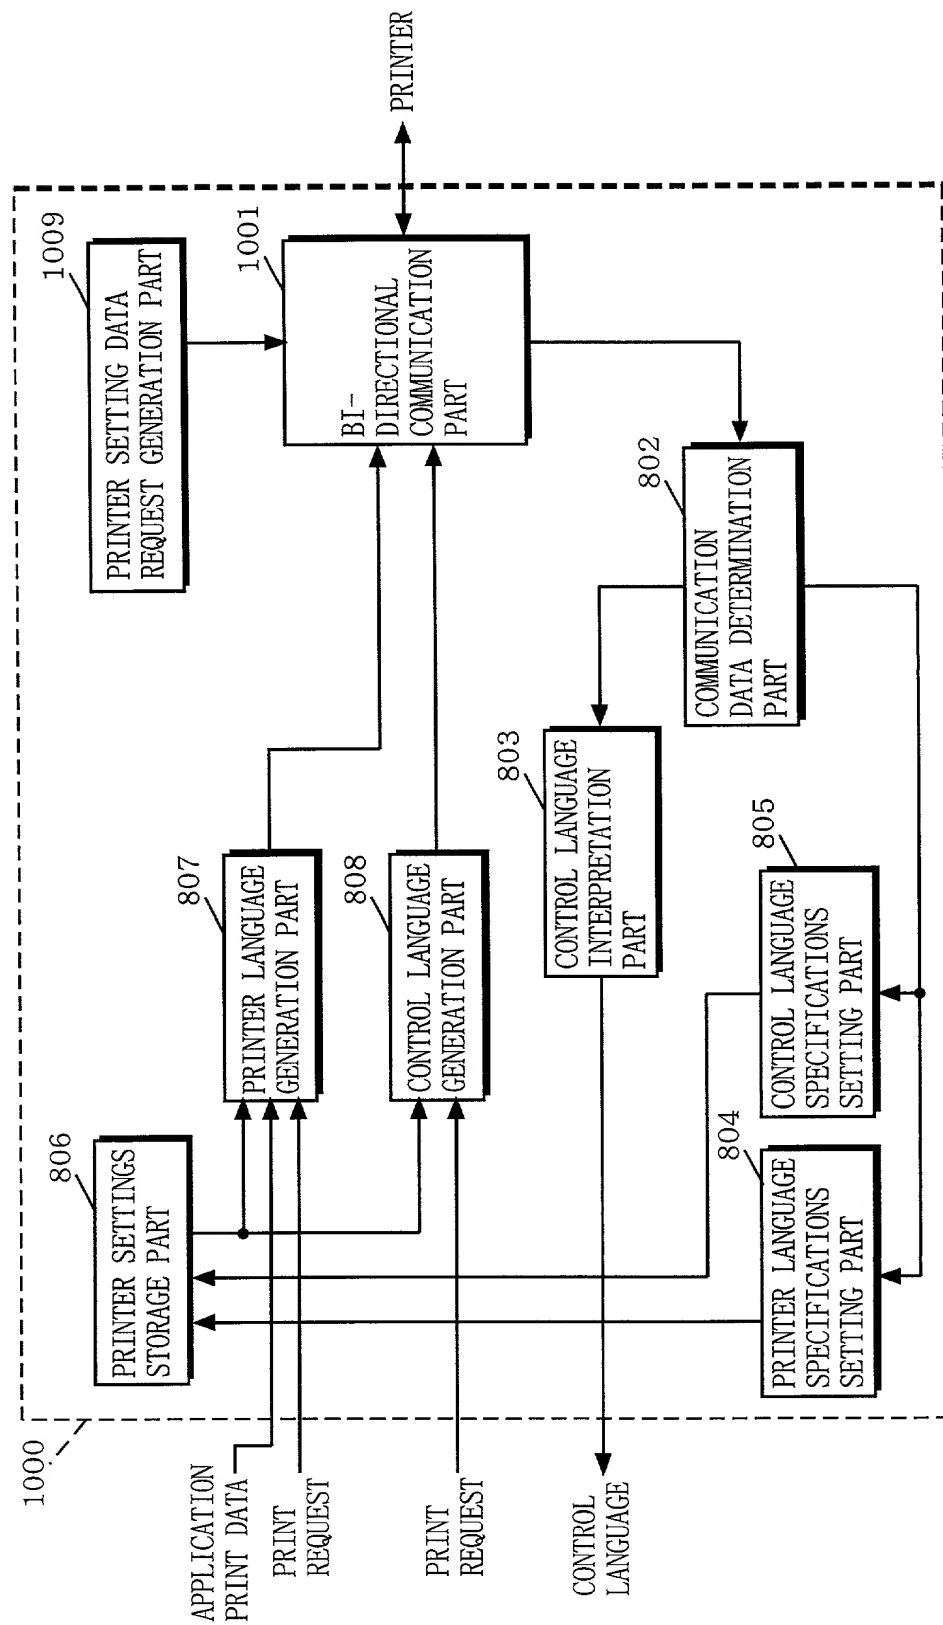 1000
1009
PRINTER SETTING DATA
REQUEST GENERATION PART
806
PRINTER SETTINGS
STORAGE PART
807
PRINTER LANGUAGE
GENERATION PART
1001
BI-
DIRECTIONAL
COMMUNICATION
PART
PRINTER
APPLICATION
PRINT DATA
PRINT
REQUEST
808
CONTROL LANGUAGE
GENERATION PART
PRINT
REQUEST
803
CONTROL LANGUAGE
INTERPRETATION
PART
CONTROL
LANGUAGE
802
COMMUNICATION
DATA DETERMINATION
PART
804
PRINTER LANGUAGE
SPECIFICATIONS
SETTING PART
805
CONTROL LANGUAGE
SPECIFICATIONS
SETTING PART